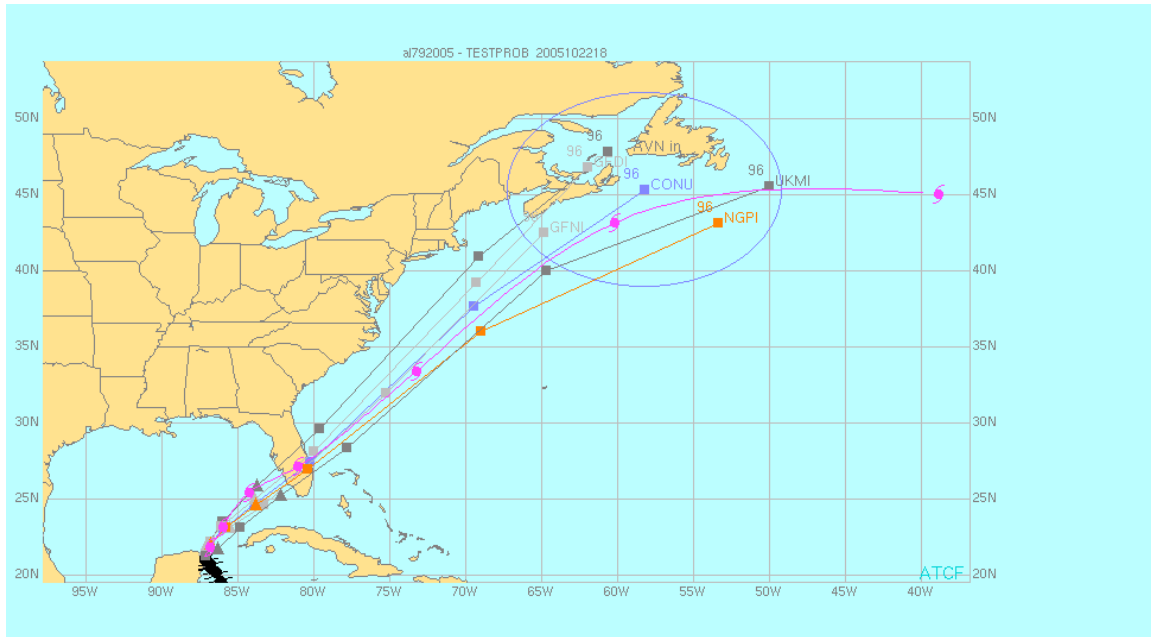 al792005 - TESTPROB 2005102218
50N 50N
96
AVN in
96 GFDI
96 CONU
96 UKMI
45N 45N
96 NGPI
GFNI
40N 40N
35N 35N
30N 30N
25N 25N
20N 20N
ATCF
95W 90W 85W 80W 75W 70W 65W 60W 55W 50W 45W 40W